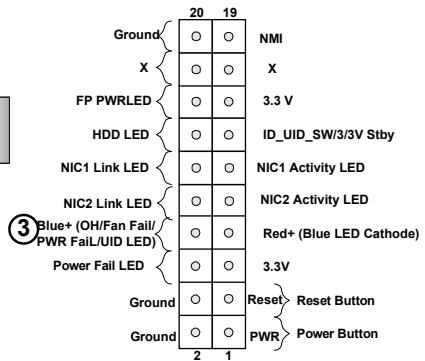 20 19
Ground NMI
X X
FP PWRLED 3.3 V
HDD LED ID_UID_SW/3/3V Stby
NIC1 Link LED NIC1 Activity LED
NIC2 Link LED NIC2 Activity LED
3 Blue+ (OH/Fan Fail/
PWR FaiL/UID LED) Red+ (Blue LED Cathode)
Power Fail LED 3.3V
Ground Reset Reset Button
Ground PWR Power Button
2 1